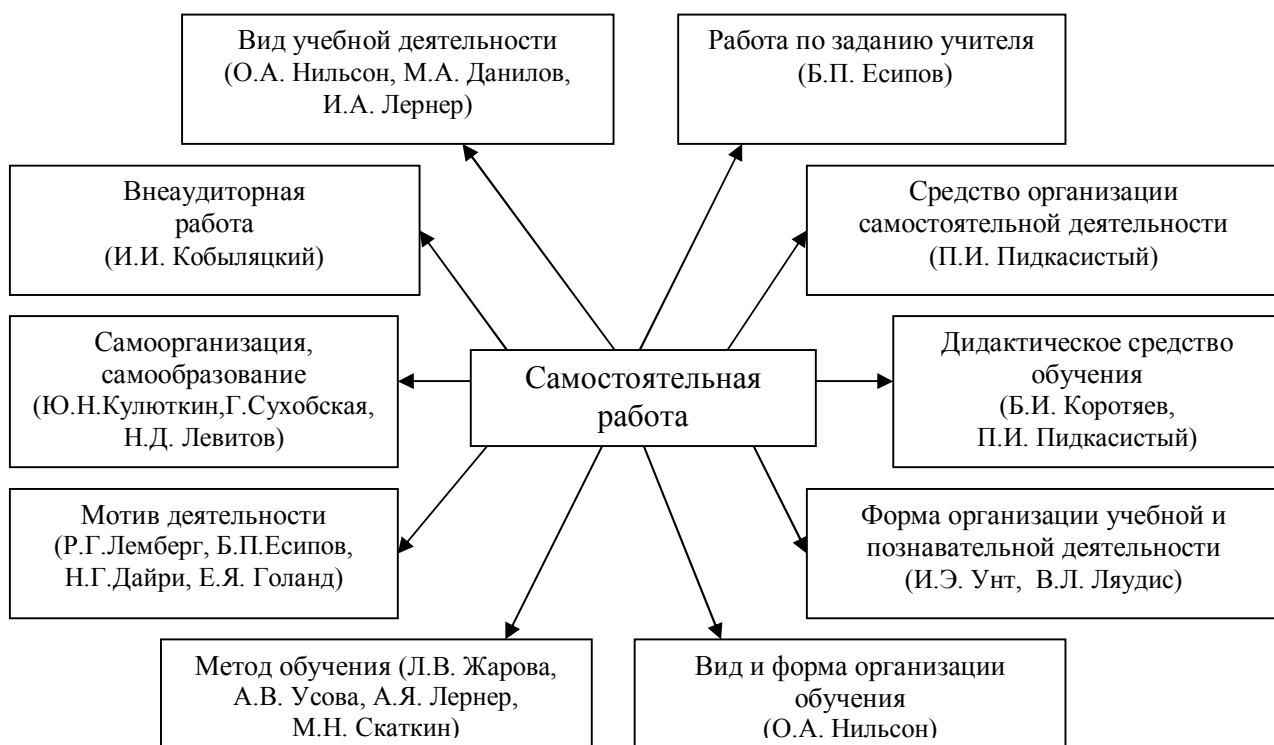 Вид учебной деятельности
(О.А. Нильсон, М.А. Данилов,
И.А. Лернер)
Работа по заданию учителя
(Б.П. Есипов)
Внеаудиторная
работа
(И.И. Кобыляцкий)
Средство организации
самостоятельной деятельности
(П.И. Пидкасистый)
Самоорганизация,
самообразование
(Ю.Н.Кулюткин,Г.Сухобская,
Н.Д. Левитов)
Самостоятельная
работа
Дидактическое средство
обучения
(Б.И. Коротяев,
П.И. Пидкасистый)
Мотив деятельности
(Р.Г.Лемберг, Б.П.Есипов,
Н.Г.Дайри, Е.Я. Голанд)
Форма организации учебной и
познавательной деятельности
(И.Э. Унт, В.Л. Ляудис)
Метод обучения (Л.В. Жарова,
А.В. Усова, А.Я. Лернер,
М.Н. Скаткин)
Вид и форма организации
обучения
(О.А. Нильсон)